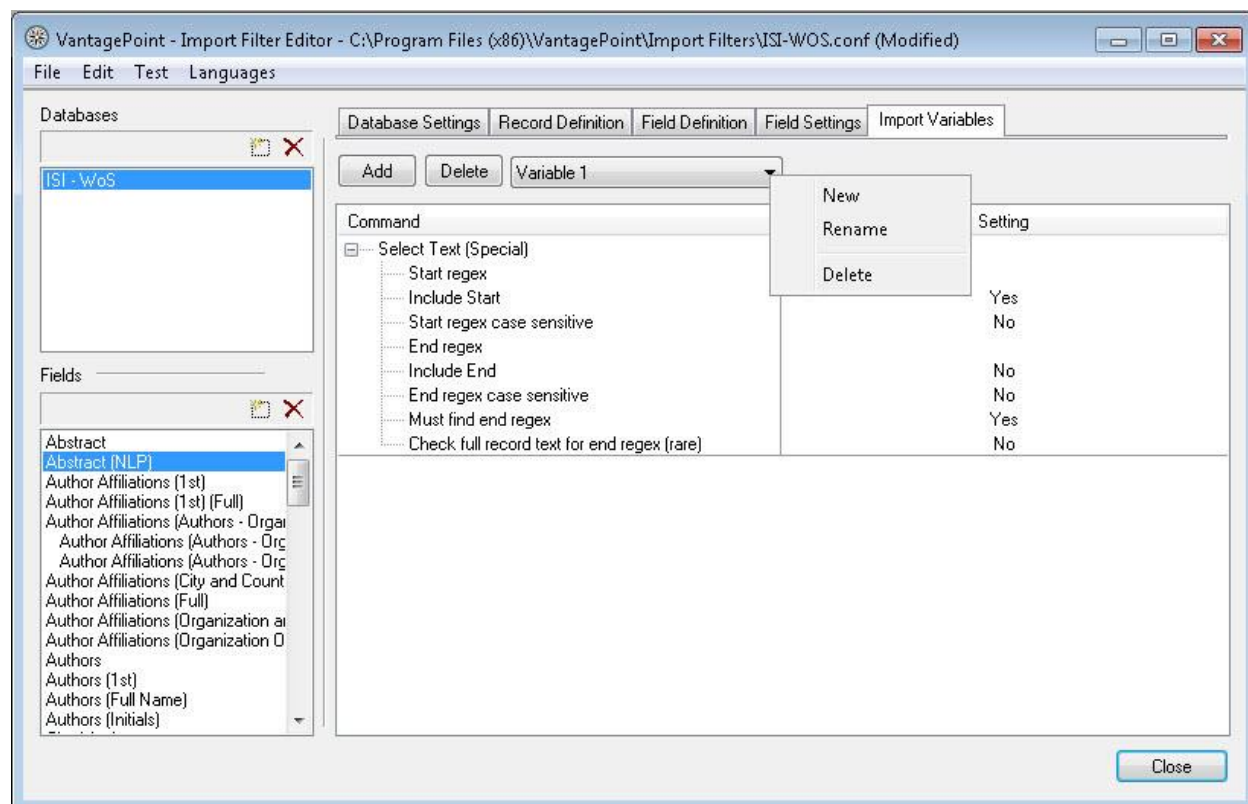 VantagePoint - Import Filter Editor - C:\Program Files (x86)\VantagePoint\Import Filters\ISI-WOS.conf (Modified)
File Edit Test Languages
Databases
ISI - WoS
Fields
Abstract
Abstract (NLP)
Author Affiliations (1st)
Author Affiliations (1st) (Full)
Author Affiliations (Authors - Organ
Author Affiliations (Authors - Org
Author Affiliations (Authors - Org
Author Affiliations (City and Count
Author Affiliations (Full)
Author Affiliations (Organization an
Author Affiliations (Organization O
Authors
Authors (1st)
Authors (Full Name)
Authors (Initials)
Database Settings Record Definition Field Definition Field Settings Import Variables
Add Delete Variable 1
New
Rename
Delete
Command Setting
Select Text (Special)
Start regex
Include Start Yes
Start regex case sensitive No
End regex
Include End No
End regex case sensitive No
Must find end regex Yes
Check full record text for end regex (rare) No
Close